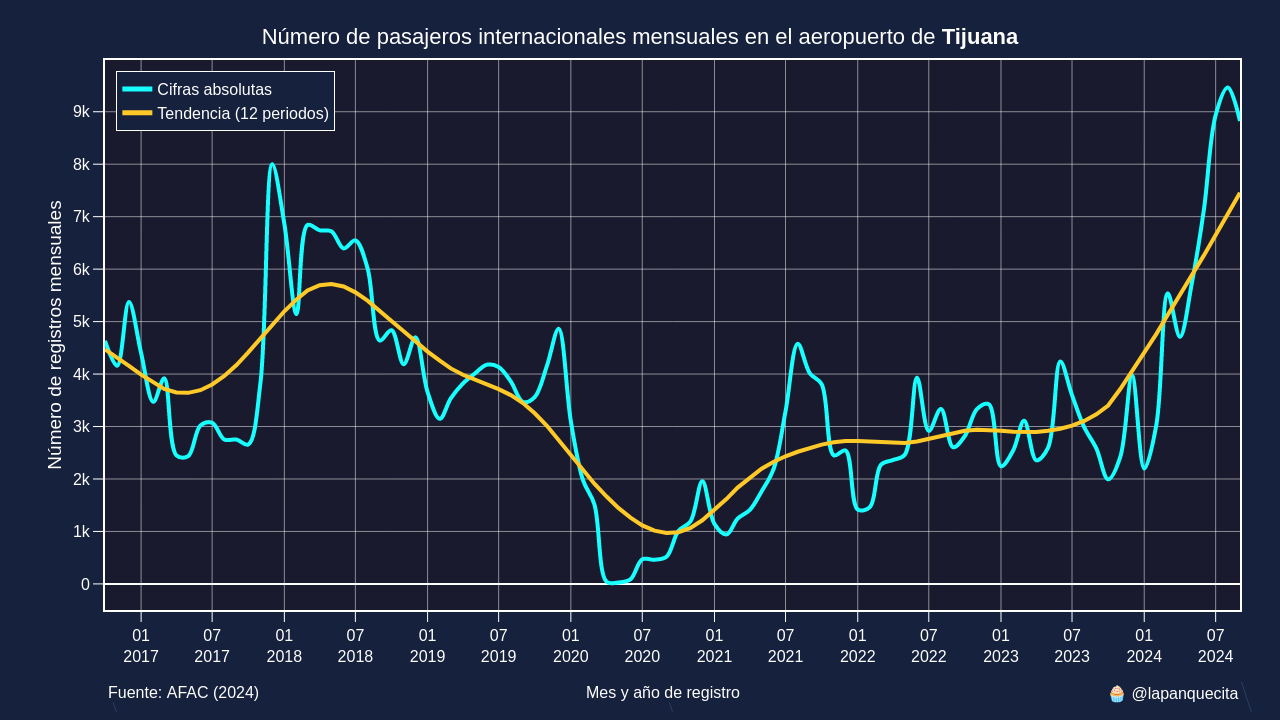 Número de pasajeros internacionales mensuales en el aeropuerto de Tijuana
Cifras absolutas
Tendencia (12 periodos)
Número de registros mensuales
9k
8k
7k
6k
5k
4k
3k
2k
1k
0
01 07 01 07 01 07 01 07 01 07 01 07 01 07 01 07
2017 2017 2018 2018 2019 2019 2020 2020 2021 2021 2022 2022 2023 2023 2024 2024
Fuente: AFAC (2024) Mes y año de registro 🧁 @lapanquecita